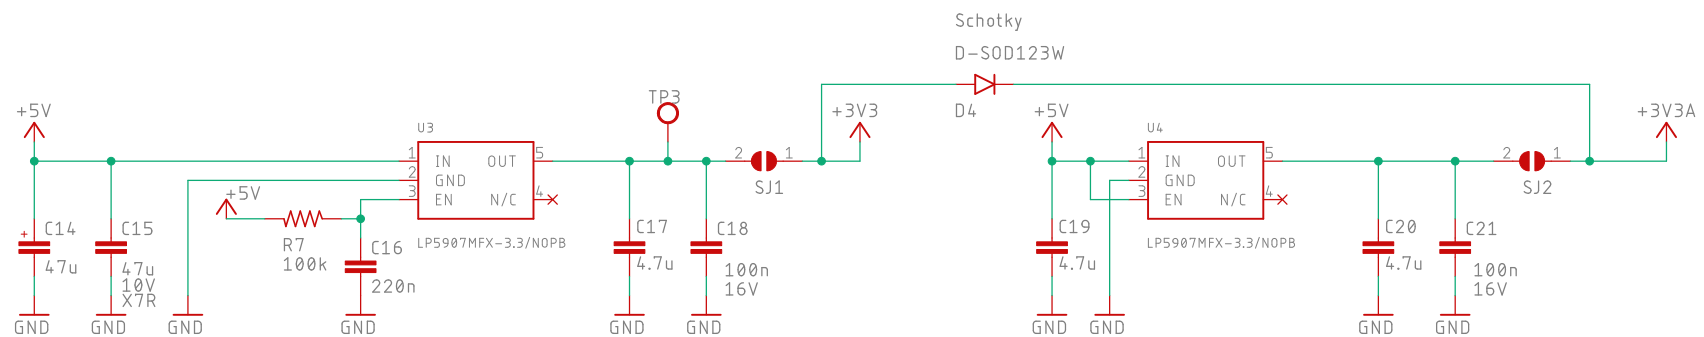 Schotky
D-SOD123W
D4
+5V
C14
+
47u
GND
C15
47u
10V
X7R
GND
GND
+5V
R7
100k
C16
220n
GND
U3
1
IN
OUT
5
2
GND
3
EN
N/C
4
LP5907MFX-3.3/NOPB
TP3
C17
4.7u
GND
C18
100n
16V
GND
2
1
SJ1
+3V3
+5V
C19
4.7u
GND
GND
U4
1
IN
OUT
5
2
GND
3
EN
N/C
4
LP5907MFX-3.3/NOPB
C20
4.7u
GND
C21
100n
16V
GND
2
1
SJ2
+3V3A